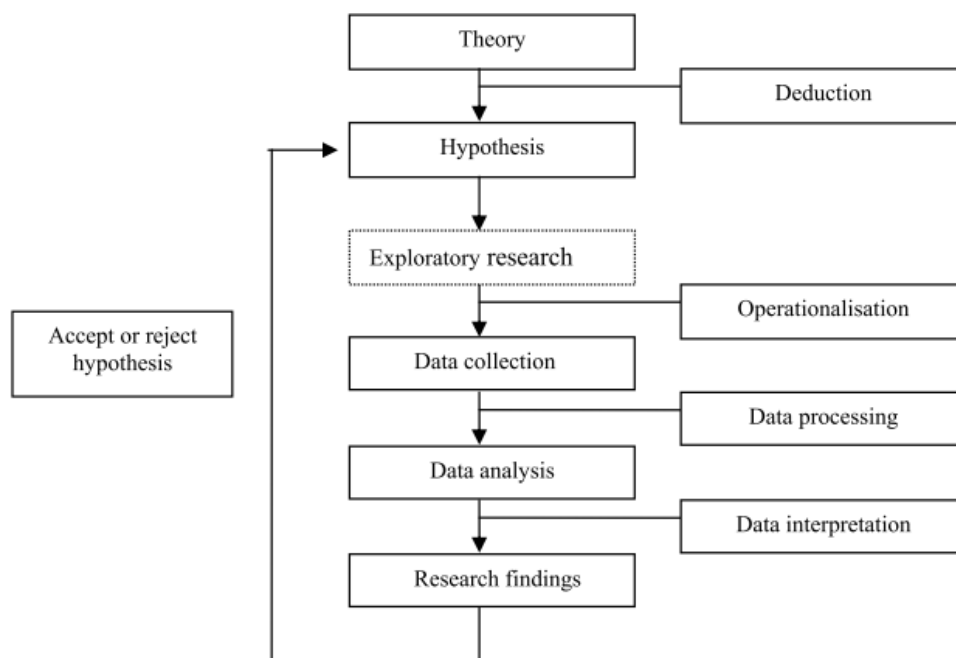 Theory
Deduction
Hypothesis
Exploratory research
Operationalisation
Accept or reject
hypothesis
Data collection
Data processing
Data analysis
Data interpretation
Research findings